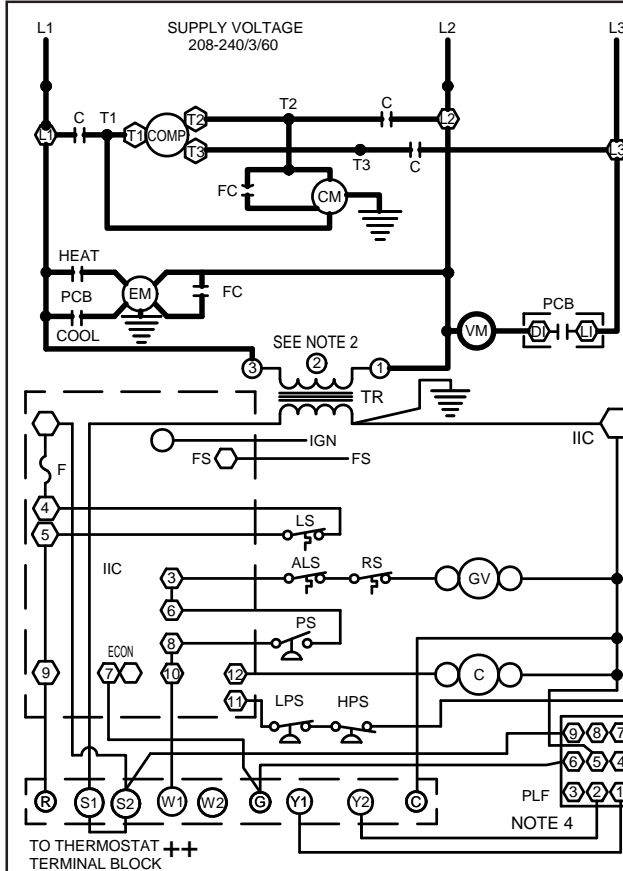 L1 SUPPLY VOLTAGE L2 L3
208-240/3/60
C T1 T2 C
L1 T1 COMP T2 L2
T3 T3 C L3
FC CM
HEAT
PCB EM FC PCB
COOL SEE NOTE 2 VM DI LI
3 2 1
TR
IGN IIC
FS FS
F
4
5 LS
IIC ALS RS
3 GV
6 PS
8
ECON
9 7 10 12 C
11 LPS HPS
9 8 7
6 5 4
PLF 3 2 1
R S1 S2 W1 W2 G Y1 Y2 C
NOTE 4
TO THERMOSTAT ++
TERMINAL BLOCK